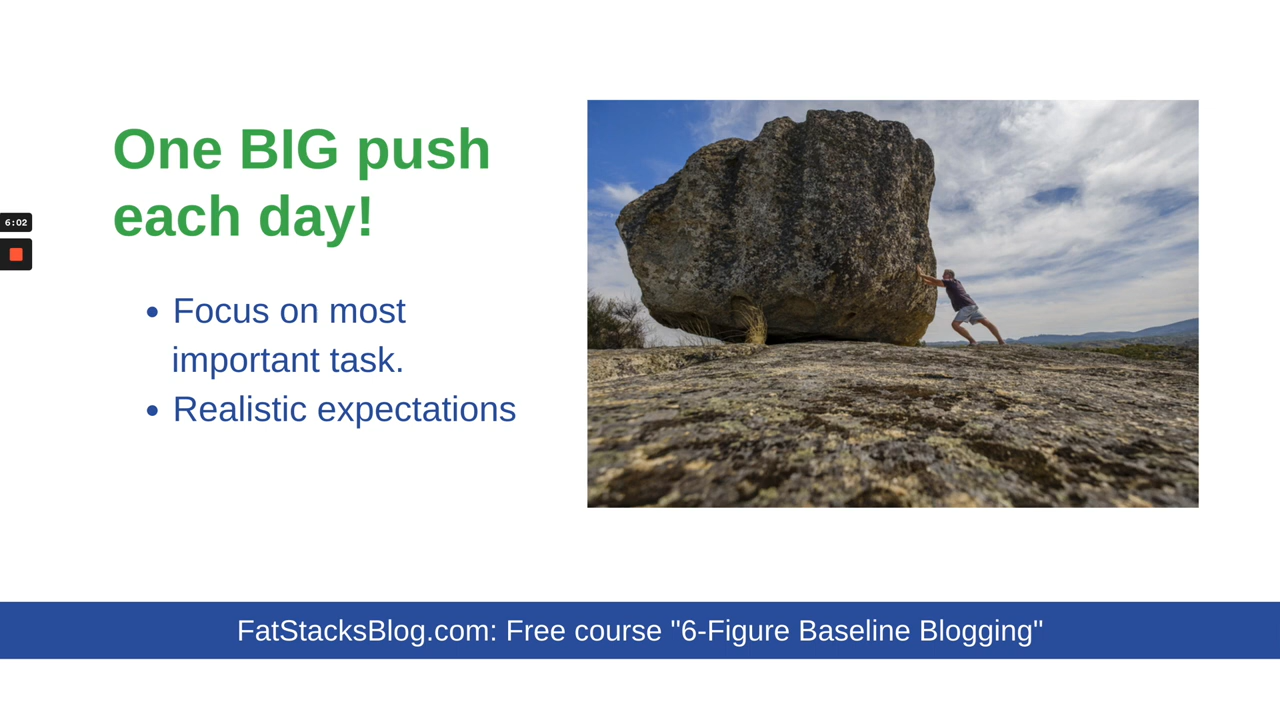 One BIG push
each day!
6:02
• Focus on most
important task.
• Realistic expectations
FatStacksBlog.com: Free course "6-Figure Baseline Blogging"